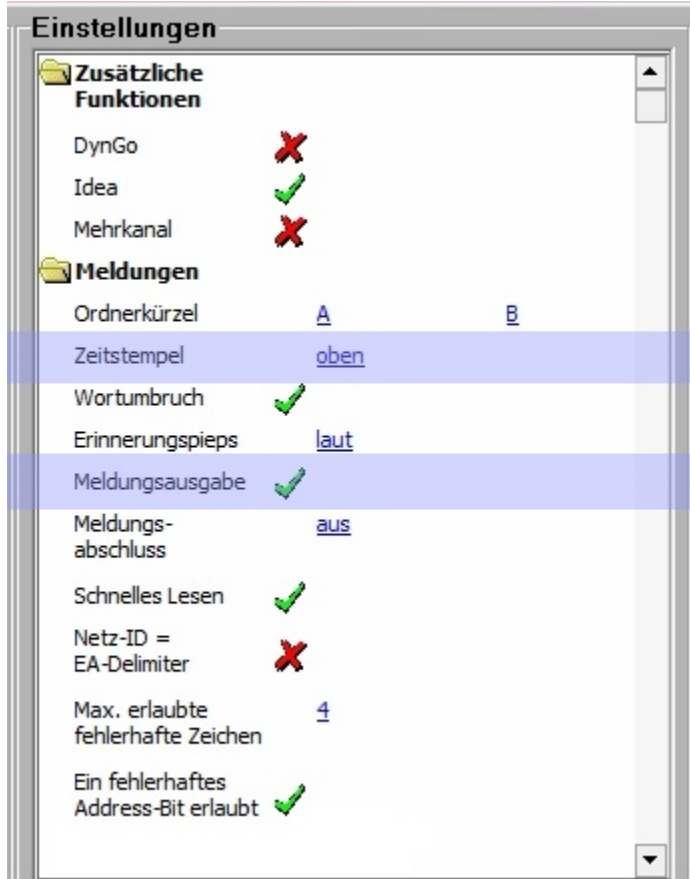 Einstellungen
Zusätzliche
Funktionen
DynGo
Idea
Mehrkanal
Meldungen
Ordnerkürzel A B
Zeitstempel oben
Wortumbruch
Erinnerungspieps laut
Meldungsausgabe
Meldungs- aus
abschluss
Schnelles Lesen
Netz-ID =
EA-Delimiter
Max. erlaubte 4
fehlerhafte Zeichen
Ein fehlerhaftes
Address-Bit erlaubt